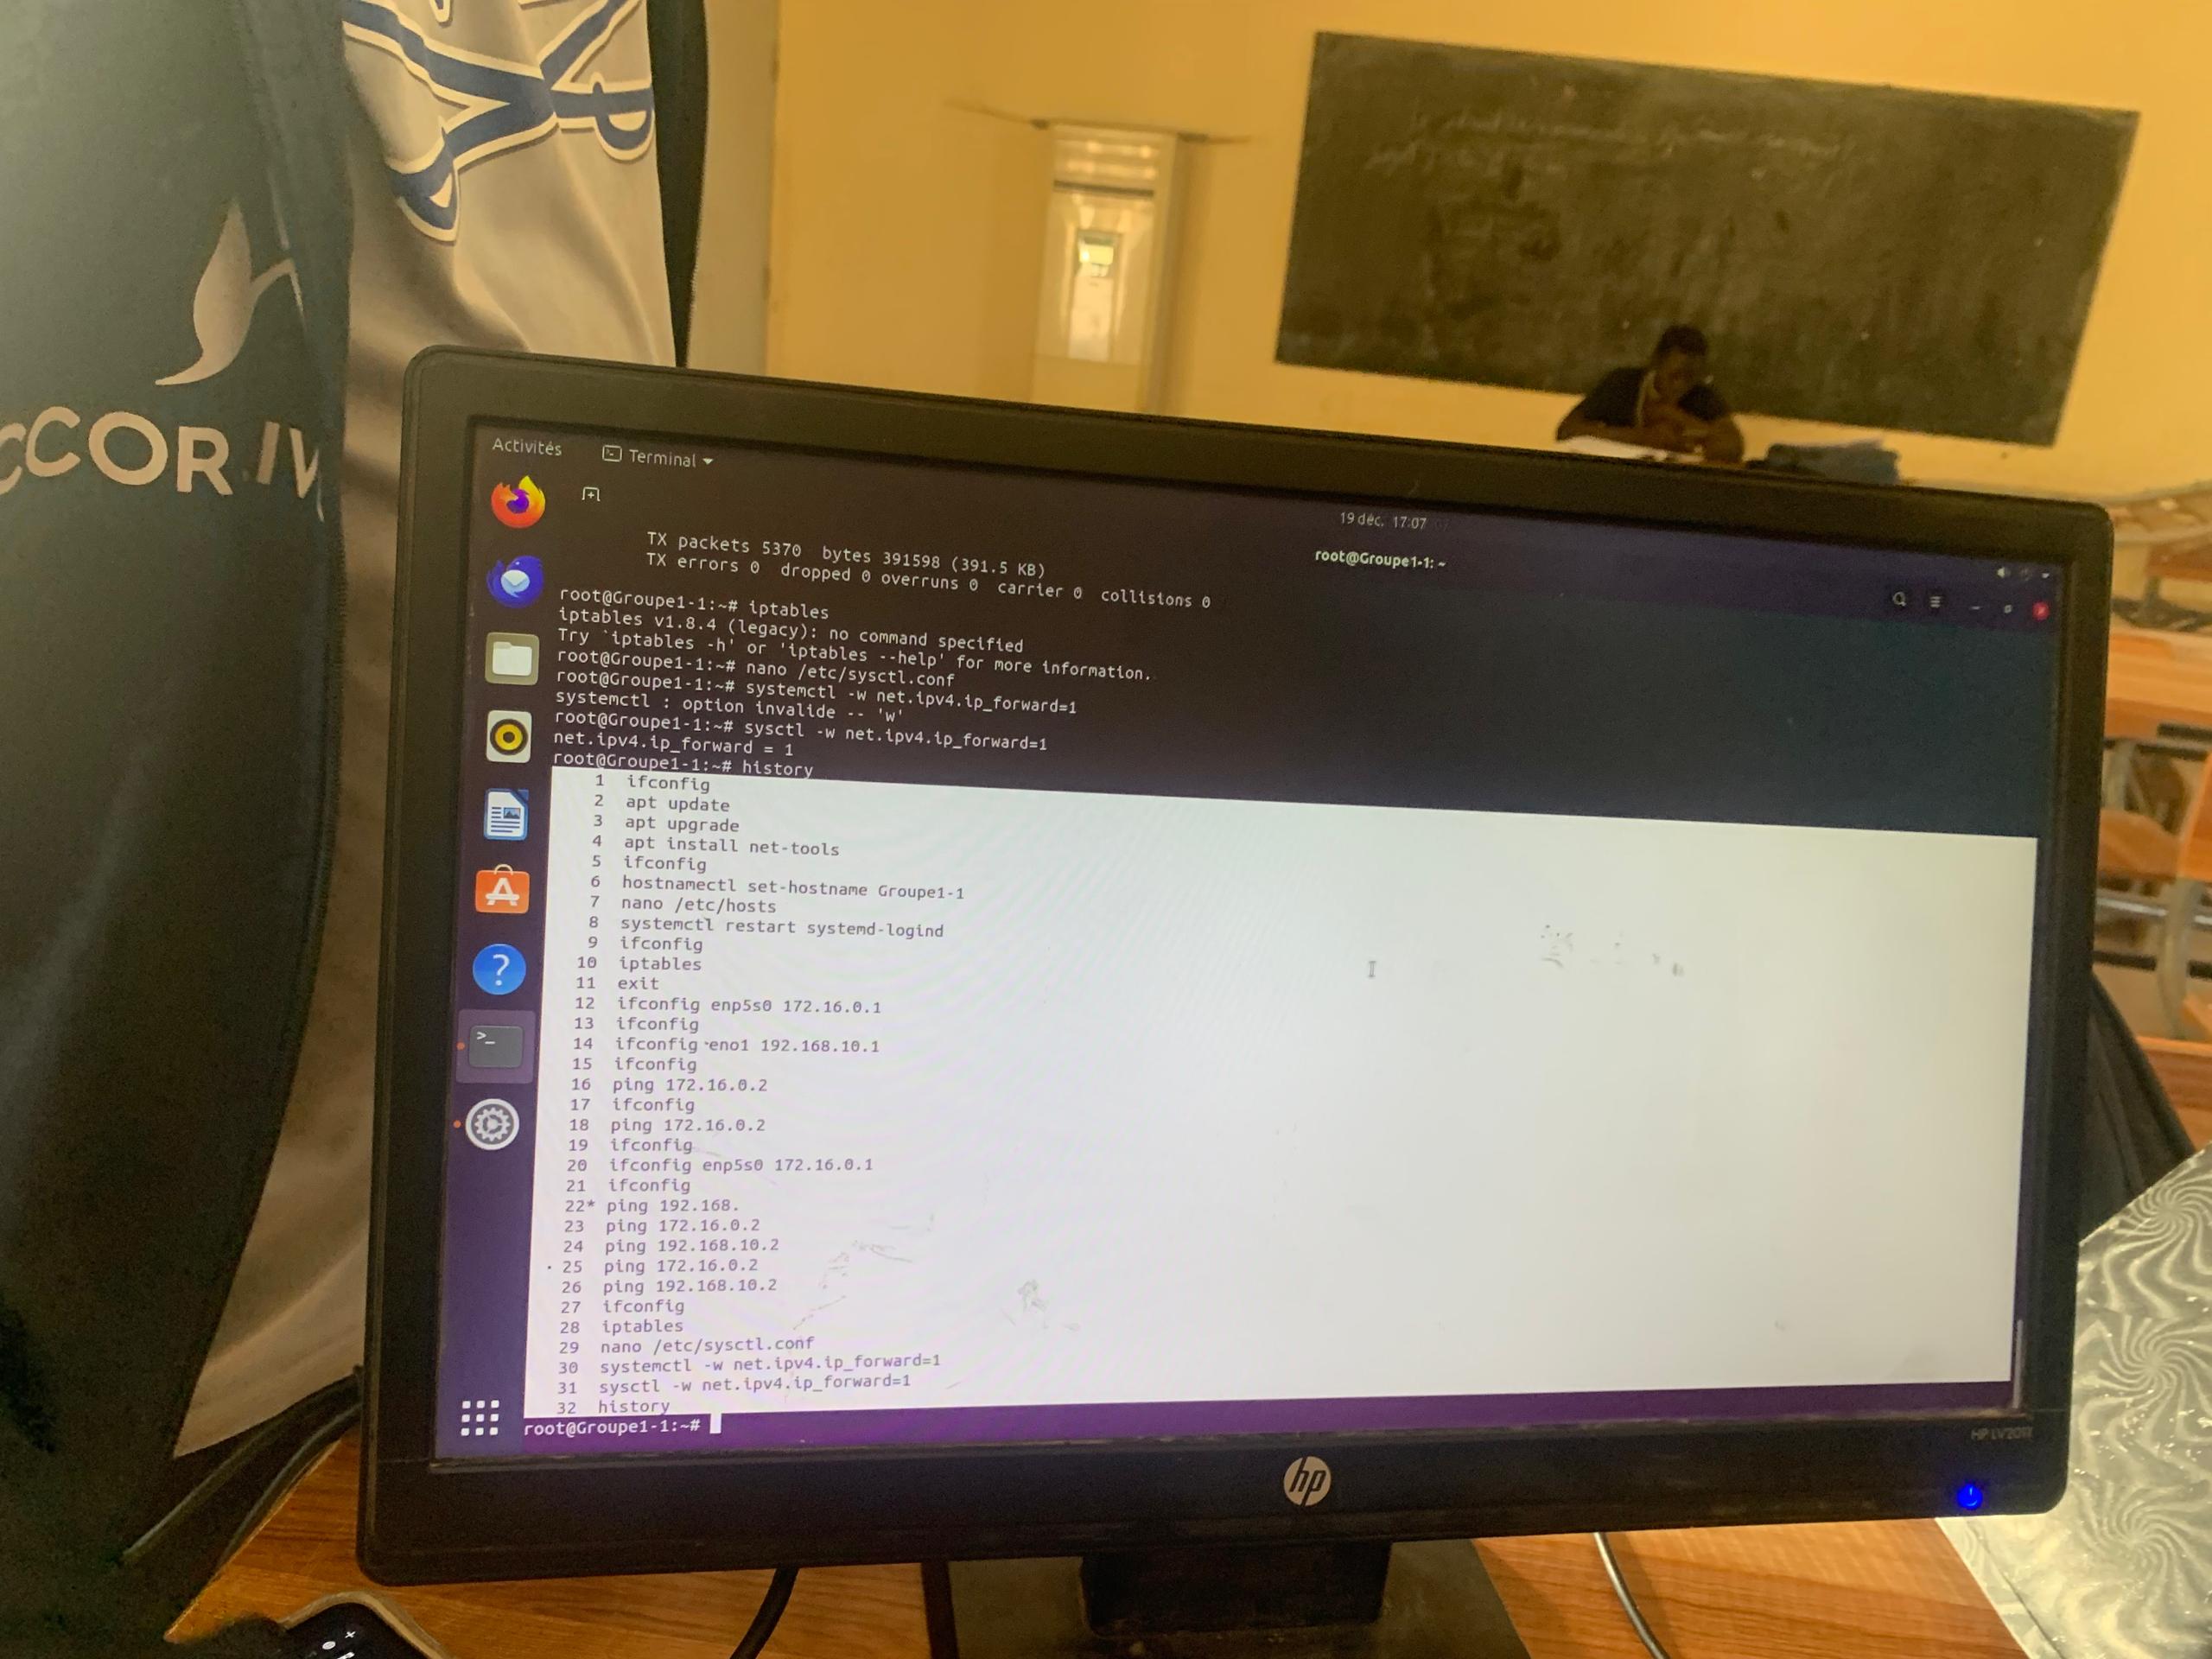 CCOR.IV
Activités
Terminal
19 déc. 17:07
root@Groupe1-1: ~
TX packets 5370 bytes 391598 (391.5 KB)
TX errors 0 dropped 0 overruns 0 carrier 0 collisions 0
root@Groupe1-1:~# iptables
iptables v1.8.4 (legacy): no command specified
Try `iptables -h' or 'iptables --help' for more information.
root@Groupe1-1:~# nano /etc/sysctl.conf
root@Groupe1-1:~# systemctl -w net.ipv4.ip_forward=1
systemctl : option invalide -- 'w'
root@Groupe1-1:~# sysctl -w net.ipv4.ip_forward=1
net.ipv4.ip_forward = 1
root@Groupe1-1:~# history
1 ifconfig
2 apt update
3 apt upgrade
4 apt install net-tools
5 ifconfig
6 hostnamectl set-hostname Groupe1-1
7 nano /etc/hosts
8 systemctl restart systemd-logind
9 ifconfig
10 iptables
11 exit
12 ifconfig enp5s0 172.16.0.1
13 ifconfig
14 ifconfig eno1 192.168.10.1
15 ifconfig
16 ping 172.16.0.2
17 ifconfig
18 ping 172.16.0.2
19 ifconfig
20 ifconfig enp5s0 172.16.0.1
21 ifconfig
22* ping 192.168.
23 ping 172.16.0.2
24 ping 192.168.10.2
25 ping 172.16.0.2
26 ping 192.168.10.2
27 ifconfig
28 iptables
29 nano /etc/sysctl.conf
30 systemctl -w net.ipv4.ip_forward=1
31 sysctl -w net.ipv4.ip_forward=1
32 history
root@Groupe1-1:~#
hp